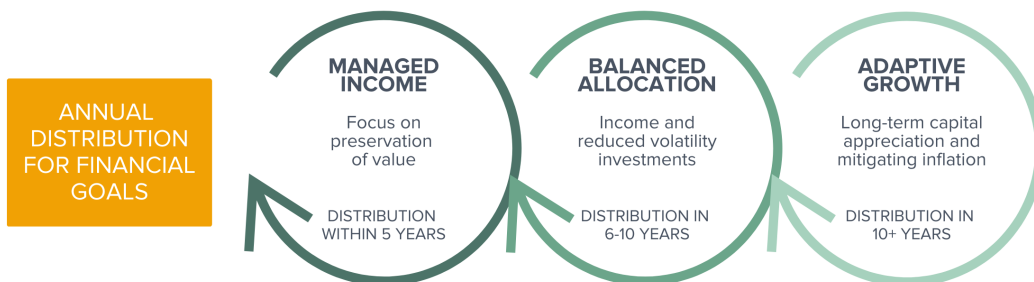 ANNUAL
DISTRIBUTION
FOR FINANCIAL
GOALS
MANAGED
INCOME
Focus on
preservation
of value
DISTRIBUTION
WITHIN 5 YEARS
BALANCED
ALLOCATION
Income and
reduced volatility
investments
DISTRIBUTION IN
6-10 YEARS
ADAPTIVE
GROWTH
Long-term capital
appreciation and
mitigating inflation
DISTRIBUTION IN
10+ YEARS